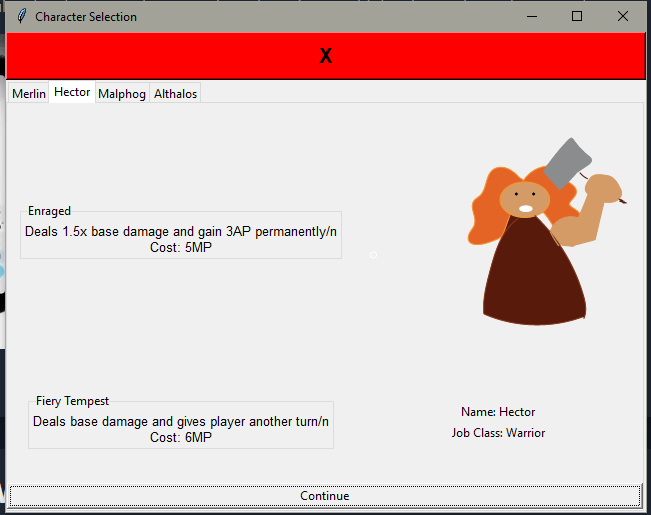 Character Selection
X
Merlin Hector Malphog Althalos
Enraged
Deals 1.5x base damage and gain 3AP permanently/n
Cost: 5MP
Fiery Tempest
Deals base damage and gives player another turn/n
Cost: 6MP
Name: Hector
Job Class: Warrior
Continue